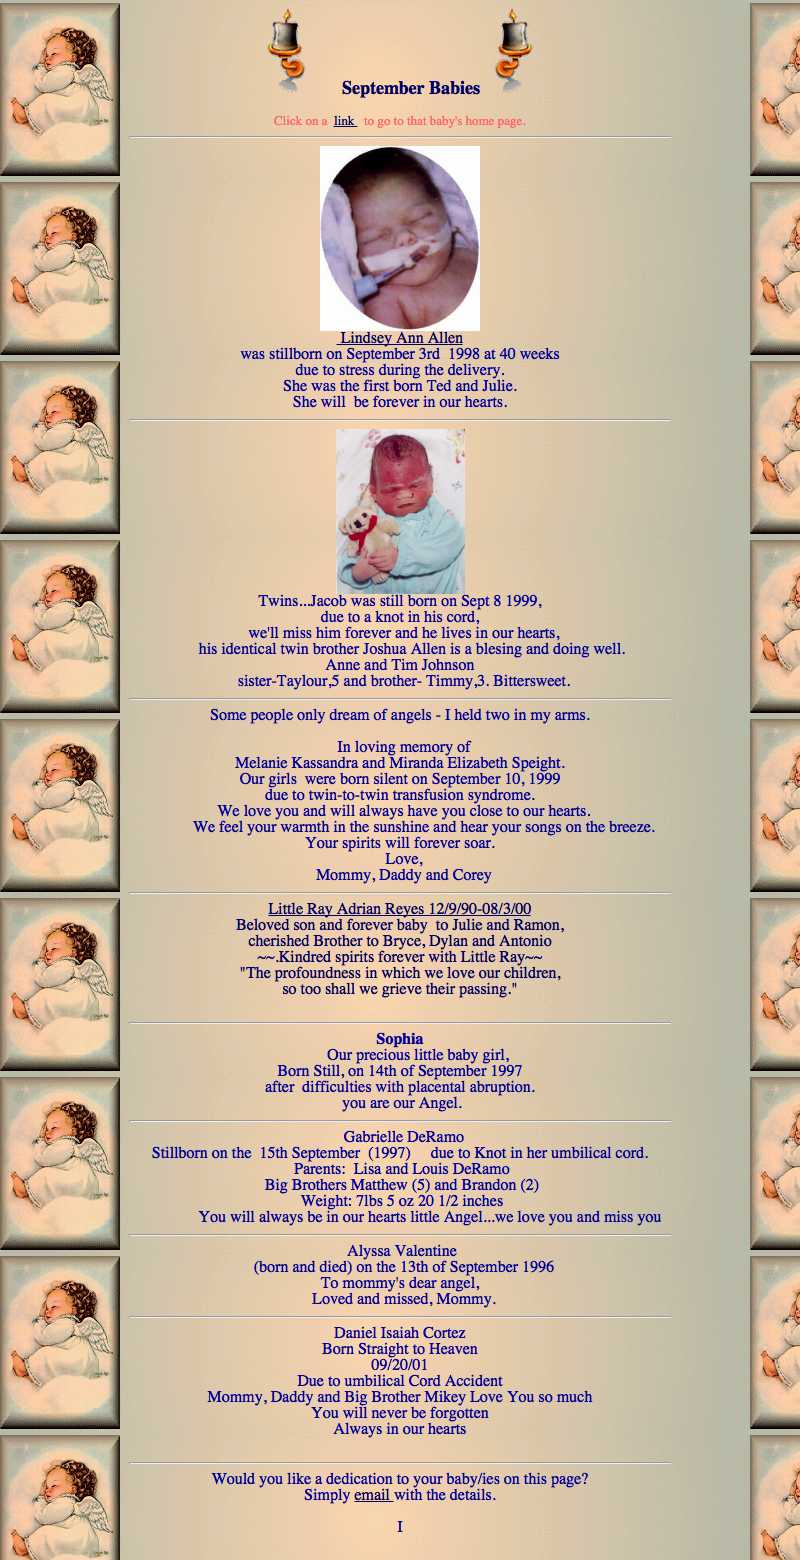 September Babies
Click on a link to go to that baby's home page.
Lindsey Ann Allen
was stillborn on September 3rd 1998 at 40 weeks
due to stress during the delivery.
She was the first born Ted and Julie.
She will be forever in our hearts.
Twins...Jacob was still born on Sept 8 1999,
due to a knot in his cord,
we'll miss him forever and he lives in our hearts,
his identical twin brother Joshua Allen is a blesing and doing well.
Anne and Tim Johnson
sister-Taylour,5 and brother- Timmy,3. Bittersweet.
Some people only dream of angels - I held two in my arms.
In loving memory of
Melanie Kassandra and Miranda Elizabeth Speight.
Our girls were born silent on September 10, 1999
due to twin-to-twin transfusion syndrome.
We love you and will always have you close to our hearts.
We feel your warmth in the sunshine and hear your songs on the breeze.
Your spirits will forever soar.
Love,
Mommy, Daddy and Corey
Little Ray Adrian Reyes 12/9/90-08/3/00
Beloved son and forever baby to Julie and Ramon,
cherished Brother to Bryce, Dylan and Antonio
~~.Kindred spirits forever with Little Ray~~
"The profoundness in which we love our children,
so too shall we grieve their passing."
Sophia
Our precious little baby girl,
Born Still, on 14th of September 1997
after difficulties with placental abruption.
you are our Angel.
Gabrielle DeRamo
Stillborn on the 15th September (1997) due to Knot in her umbilical cord.
Parents: Lisa and Louis DeRamo
Big Brothers Matthew (5) and Brandon (2)
Weight: 7lbs 5 oz 20 1/2 inches
You will always be in our hearts little Angel...we love you and miss you
Alyssa Valentine
(born and died) on the 13th of September 1996
To mommy's dear angel,
Loved and missed, Mommy.
Daniel Isaiah Cortez
Born Straight to Heaven
09/20/01
Due to umbilical Cord Accident
Mommy, Daddy and Big Brother Mikey Love You so much
You will never be forgotten
Always in our hearts
Would you like a dedication to your baby/ies on this page?
Simply email with the details.
I